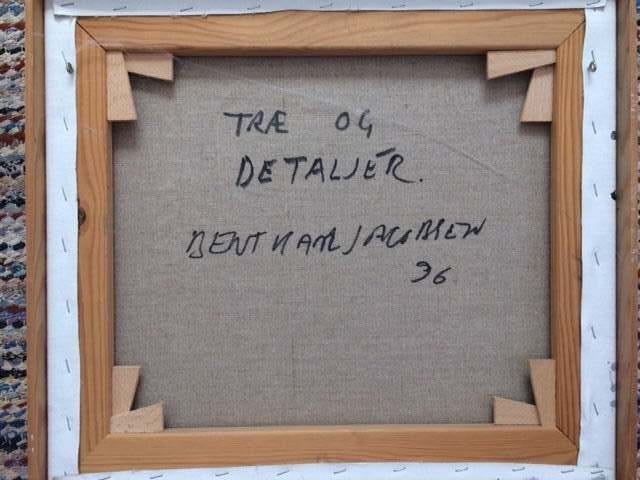 TRÆ OG
DETALJER.
BENT KARL JACOBSEN
96